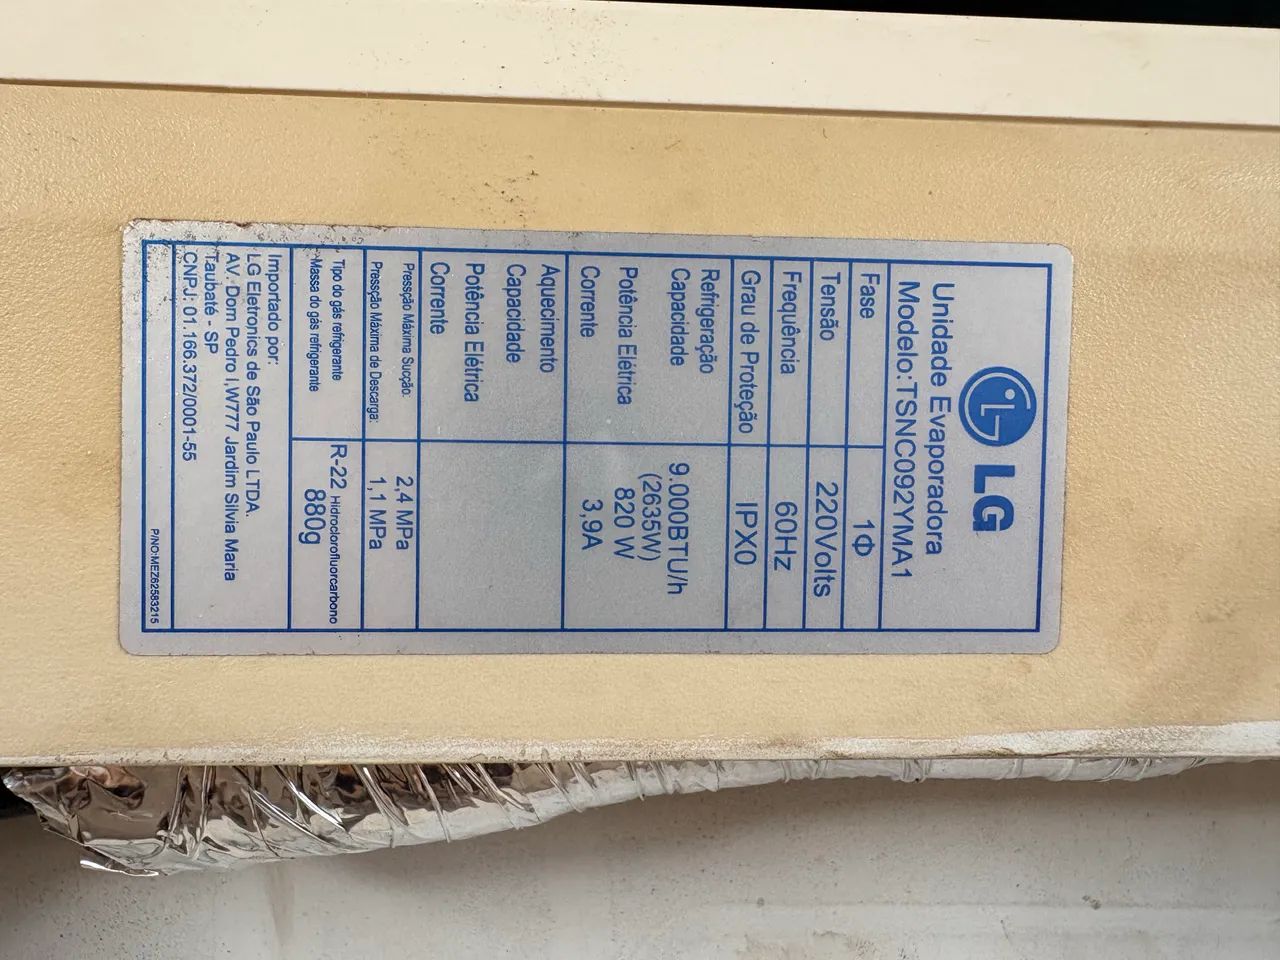 LG
Unidade Evaporadora
Modelo:TSNC092YMA1
Fase 1Φ
Tensão 220Volts
Frequência 60Hz
Grau de Proteção IPX0
Refrigeração
Capacidade 9.000BTU/h
(2635W)
Potência Elétrica 820 W
Corrente 3,9A
Aquecimento
Capacidade
Potência Elétrica
Corrente
Pressção Máxima Sucção: 2,4 MPa
Pressção Máxima de Descarga: 1,1 MPa
Tipo do gás refrigerante R-22 Hidroclorofluorcarbono
Massa do gás refrigerante 880g
Importado por:
LG Eletronics de São Paulo LTDA.
AV. Dom Pedro I,W777 Jardim Silvia Maria
Taubaté - SP
CNPJ: 01.166.372/0001-55
P/NO:MEZ62583215